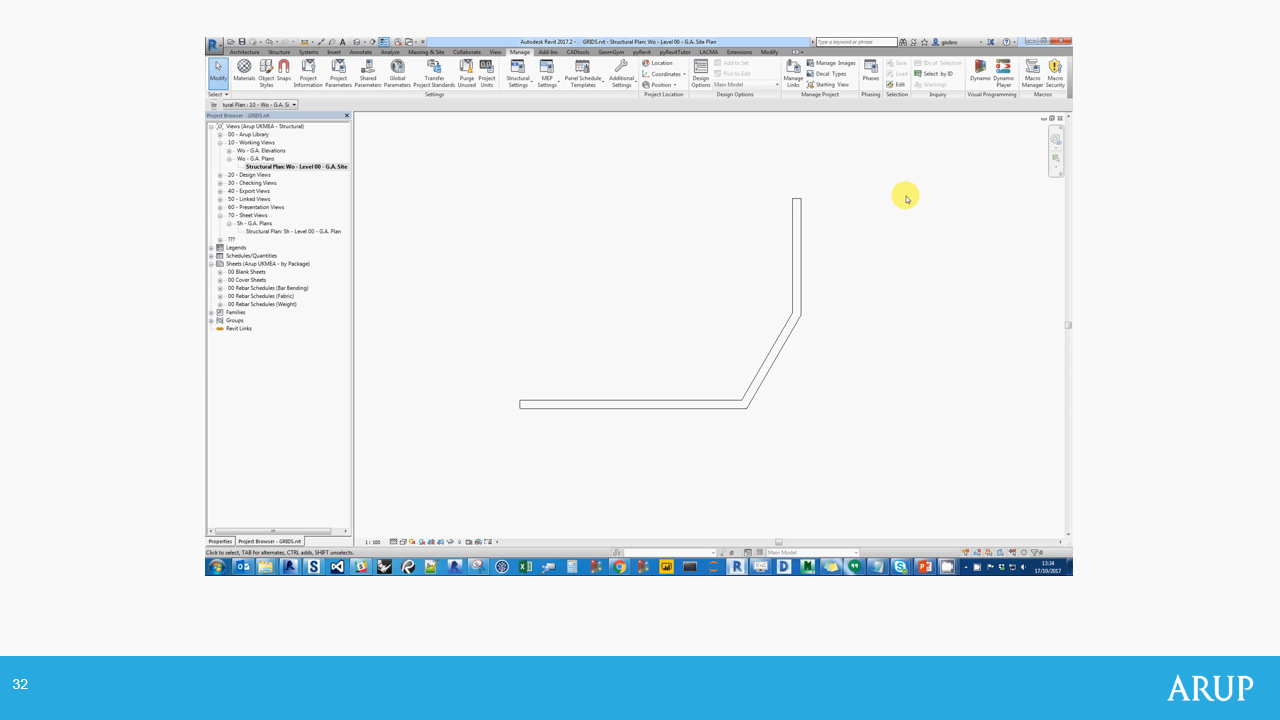 Autodesk Revit 2017.2 - GRIDS.rvt - Structural Plan: Wo - Level 00 - G.A. Site Plan
Type a keyword or phrase
giobro
Architecture Structure Systems Insert Annotate Analyze Massing & Site Collaborate View Manage Add-Ins CADtools GeomGym pyRevit pyRevitTutor LACMA Extensions Modify
Modify
Materials
Object Styles
Snaps
Project Information
Project Parameters
Shared Parameters
Global Parameters
Transfer Project Standards
Purge Unused
Project Units
Structural Settings
MEP Settings
Panel Schedule Templates
Additional Settings
Location
Coordinates
Position
Design Options
Add to Set
Pick to Edit
Main Model
Manage Links
Manage Images
Decal Types
Starting View
Phases
Save
Load
Edit
IDs of Selection
Select by ID
Warnings
Dynamo
Dynamo Player
Macro Manager
Macro Security
Select
Settings
Project Location
Design Options
Manage Project
Phasing
Selection
Inquiry
Visual Programming
Macros
Str
tural Plan : 10 - Wo - G.A. Si
Project Browser - GRIDS.rvt
Views (Arup UKMEA - Structural)
00 - Arup Library
10 - Working Views
Wo - G.A. Elevations
Wo - G.A. Plans
Structural Plan: Wo - Level 00 - G.A. Site
20 - Design Views
30 - Checking Views
40 - Export Views
50 - Linked Views
60 - Presentation Views
70 - Sheet Views
Sh - G.A. Plans
Structural Plan: Sh - Level 00 - G.A. Plan
???
Legends
Schedules/Quantities
Sheets (Arup UKMEA - by Package)
00 Blank Sheets
00 Cover Sheets
00 Rebar Schedules (Bar Bending)
00 Rebar Schedules (Fabric)
00 Rebar Schedules (Weight)
Families
Groups
Revit Links
Properties
Project Browser - GRIDS.rvt
1 : 100
Click to select, TAB for alternates, CTRL adds, SHIFT unselects.
:0
Main Model
:0
13:34
17/10/2017
32
ARUP